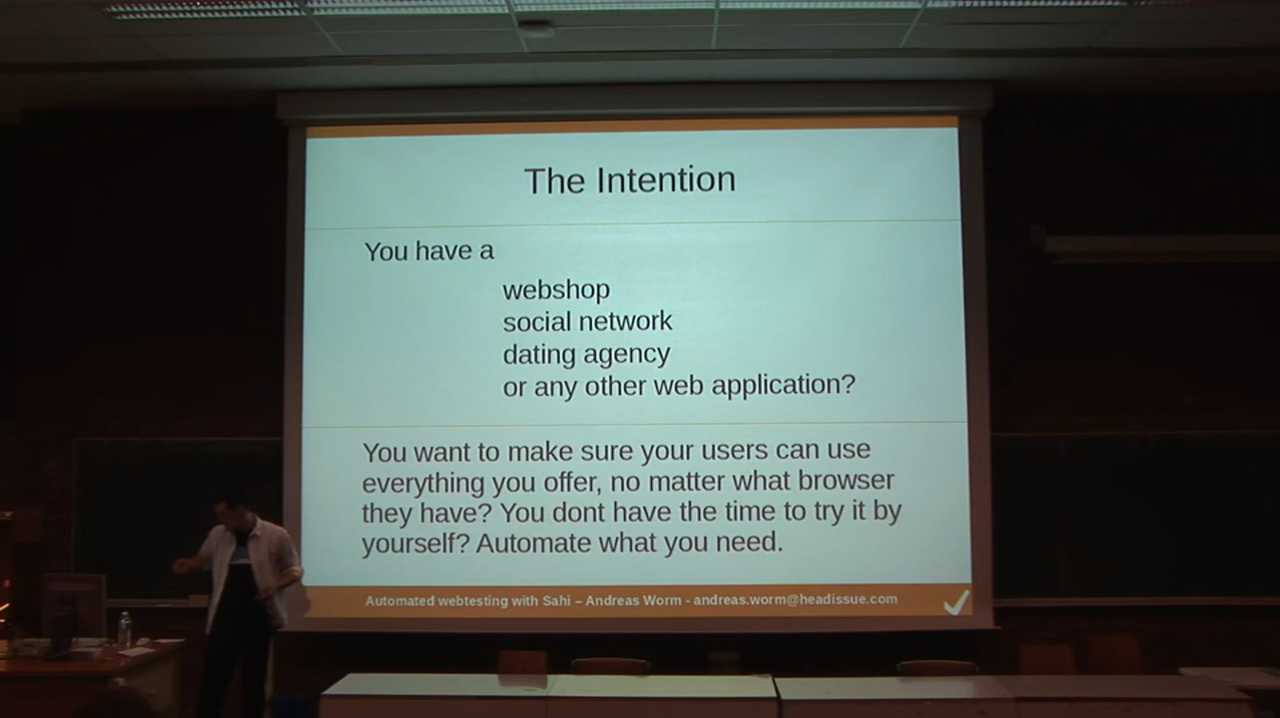 The Intention
You have a
webshop
social network
dating agency
or any other web application?
You want to make sure your users can use
everything you offer, no matter what browser
they have? You dont have the time to try it by
yourself? Automate what you need.
Automated webtesting with Sahi – Andreas Worm - andreas.worm@headissue.com